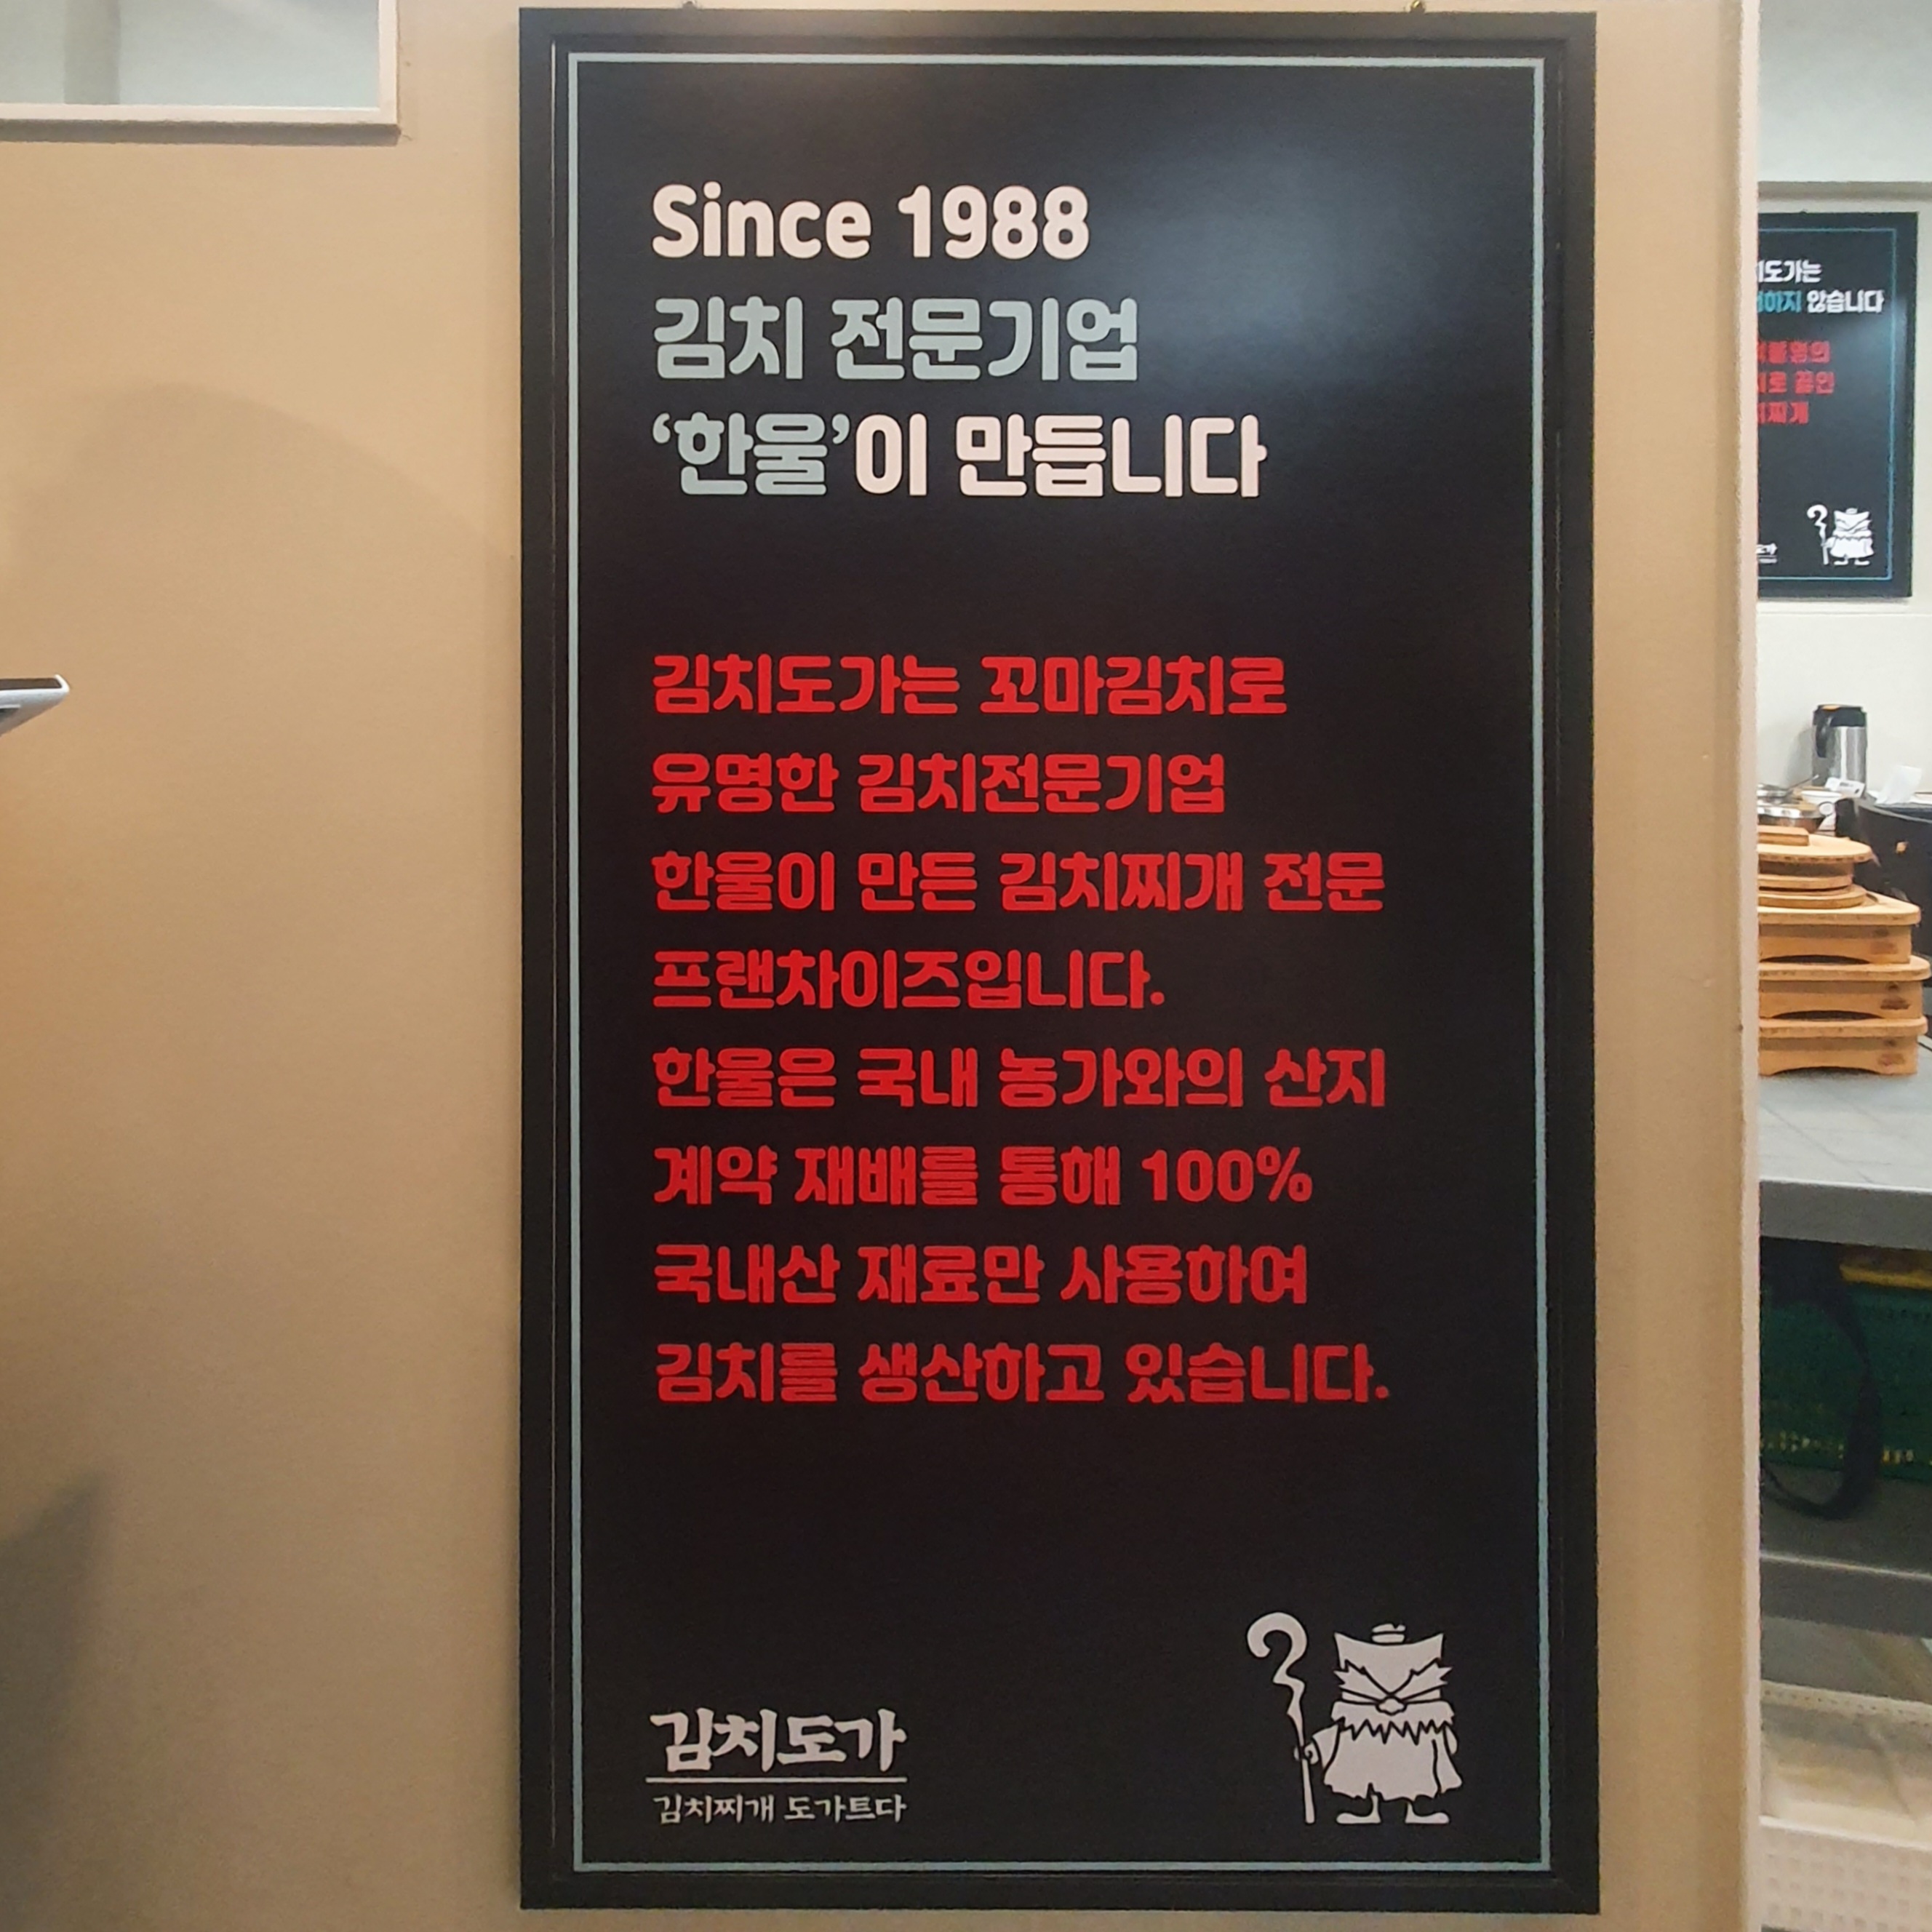 Since 1988
김치 전문기업
‘한울’이 만듭니다
김치도가는 꼬마김치로
유명한 김치전문기업
한울이 만든 김치찌개 전문
프랜차이즈입니다.
한울은 국내 농가와의 산지
계약 재배를 통해 100%
국내산 재료만 사용하여
김치를 생산하고 있습니다.
김치도가
김치찌개 도가트다
않습니다